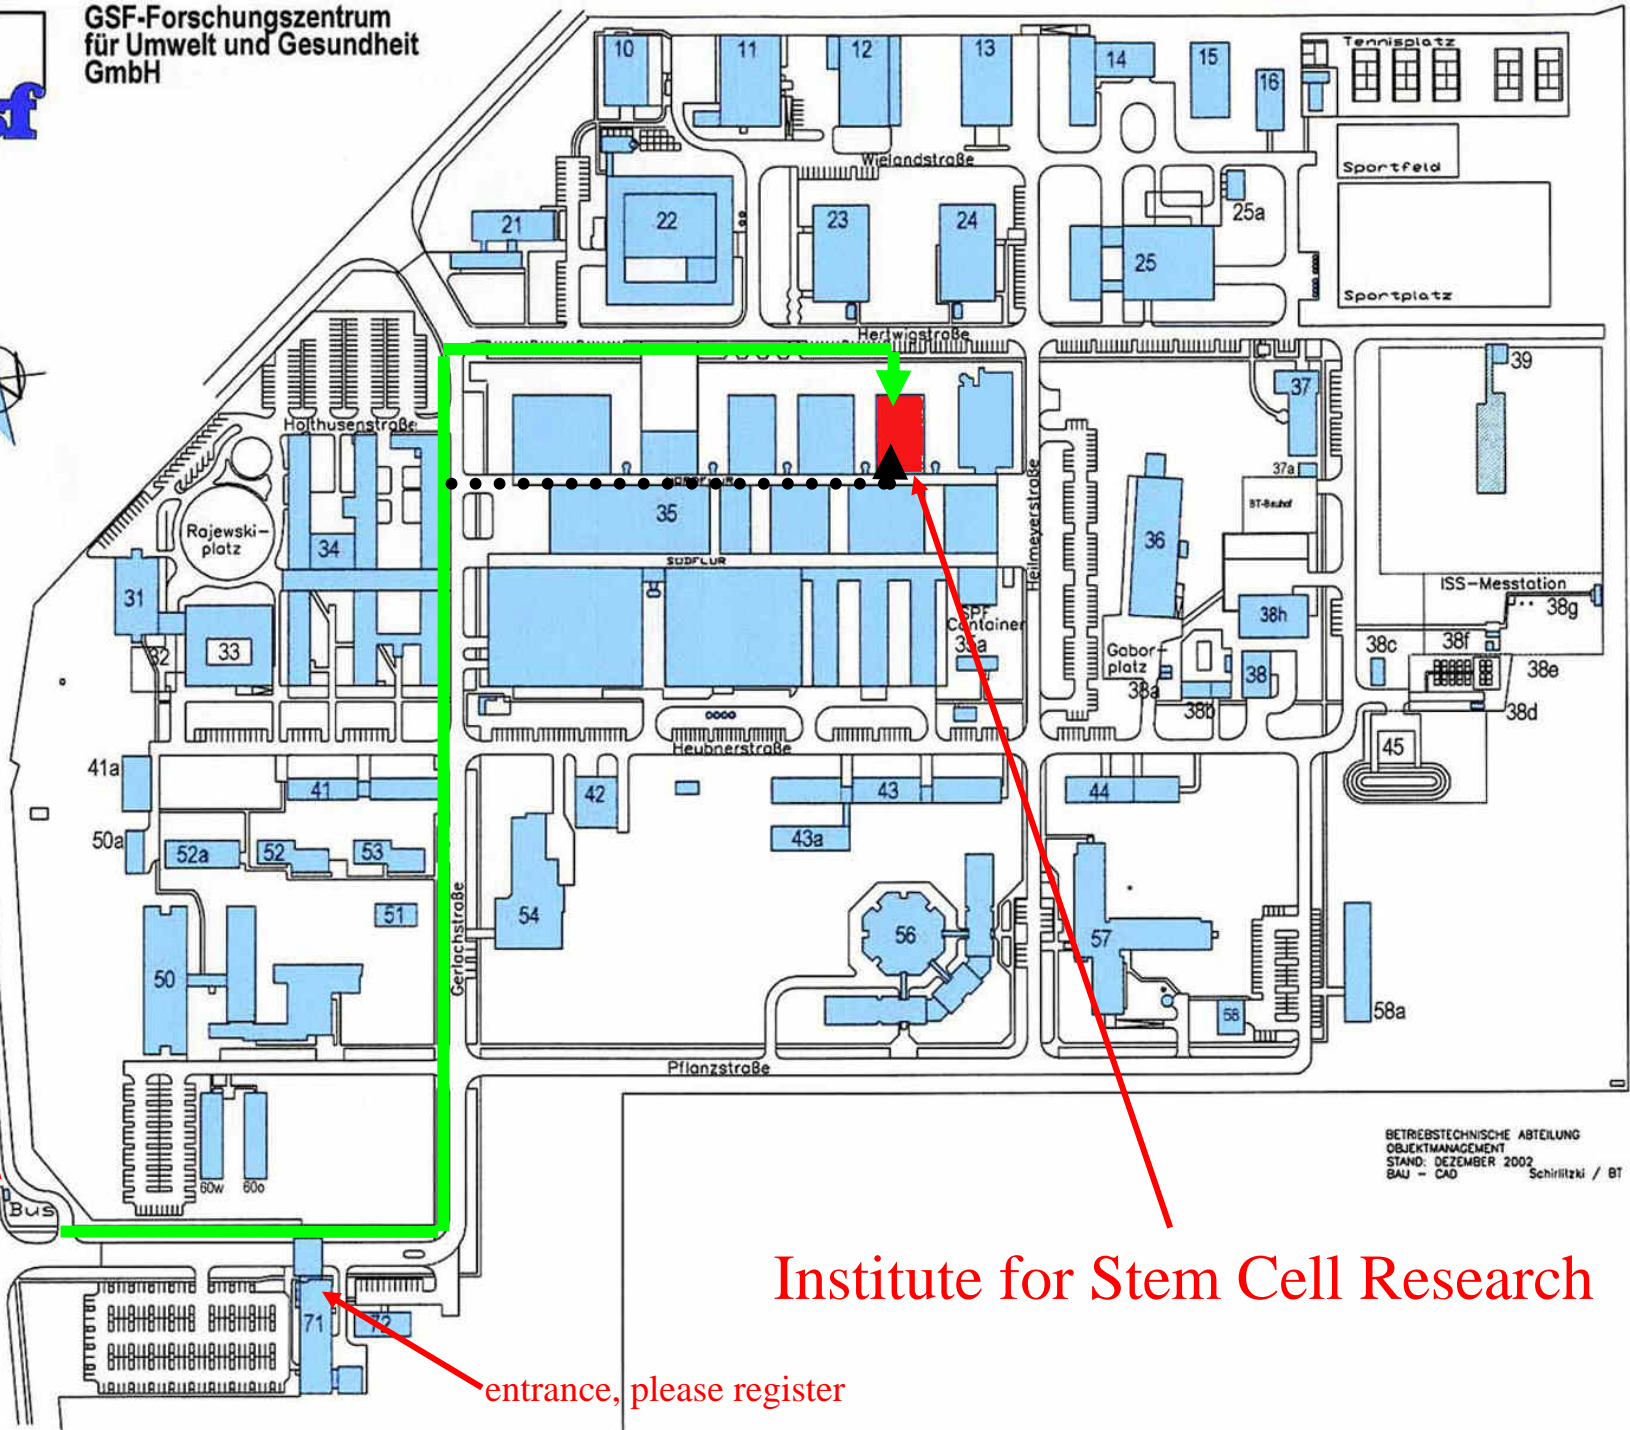 GSF-Forschungszentrum
für Umwelt und Gesundheit
GmbH
sf
10
11
12
13
14
15
16
Tennisplatz
Wielandstraße
Sportfeld
21
22
23
24
25a
25
Sportplatz
Hertwigstraße
39
37
Holthusenstraße
37a
BT-Bauhof
35
Rajewski-
platz
34
SÜDFLUR
Heilmeyerstraße
36
ISS-Messtation
31
38g
38h
SPF
Container
35a
32
33
Gabor-
platz
38c
38f
38e
38
38a
38b
38d
Heubnerstraße
45
41a
41
42
43
44
50a
52a
52
53
43a
51
54
Gerlachstraße
56
57
50
58
58a
Pflanzstraße
BETRIEBSTECHNISCHE ABTEILUNG
OBJEKTMANAGEMENT
STAND: DEZEMBER 2002
BAU - CAD Schirlitzki / BT
60w
60o
Bus
Institute for Stem Cell Research
71
72
entrance, please register